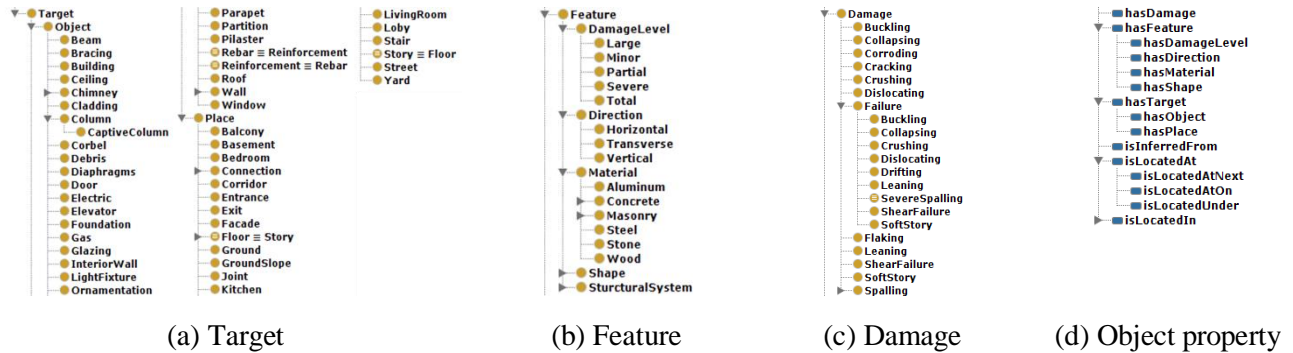 Target
Object
Beam
Bracing
Building
Ceiling
Chimney
Cladding
Column
CaptiveColumn
Corbel
Debris
Diaphragms
Door
Electric
Elevator
Foundation
Gas
Glazing
InteriorWall
LightFixture
Ornamentation
Parapet
Partition
Pilaster
Rebar ≡ Reinforcement
Reinforcement ≡ Rebar
Roof
Wall
Window
Place
Balcony
Basement
Bedroom
Connection
Corridor
Entrance
Exit
Facade
Floor ≡ Story
Ground
GroundSlope
Joint
Kitchen
LivingRoom
Loby
Stair
Story ≡ Floor
Street
Yard
(a) Target
Feature
DamageLevel
Large
Minor
Partial
Severe
Total
Direction
Horizontal
Transverse
Vertical
Material
Aluminum
Concrete
Masonry
Steel
Stone
Wood
Shape
SturcturalSystem
(b) Feature
Damage
Buckling
Collapsing
Corroding
Cracking
Crushing
Dislocating
Failure
Buckling
Collapsing
Crushing
Dislocating
Drifting
Leaning
SevereSpalling
ShearFailure
SoftStory
Flaking
Leaning
ShearFailure
SoftStory
Spalling
(c) Damage
hasDamage
hasFeature
hasDamageLevel
hasDirection
hasMaterial
hasShape
hasTarget
hasObject
hasPlace
isInferredFrom
isLocatedAt
isLocatedAtNext
isLocatedAtOn
isLocatedUnder
isLocatedIn
(d) Object property